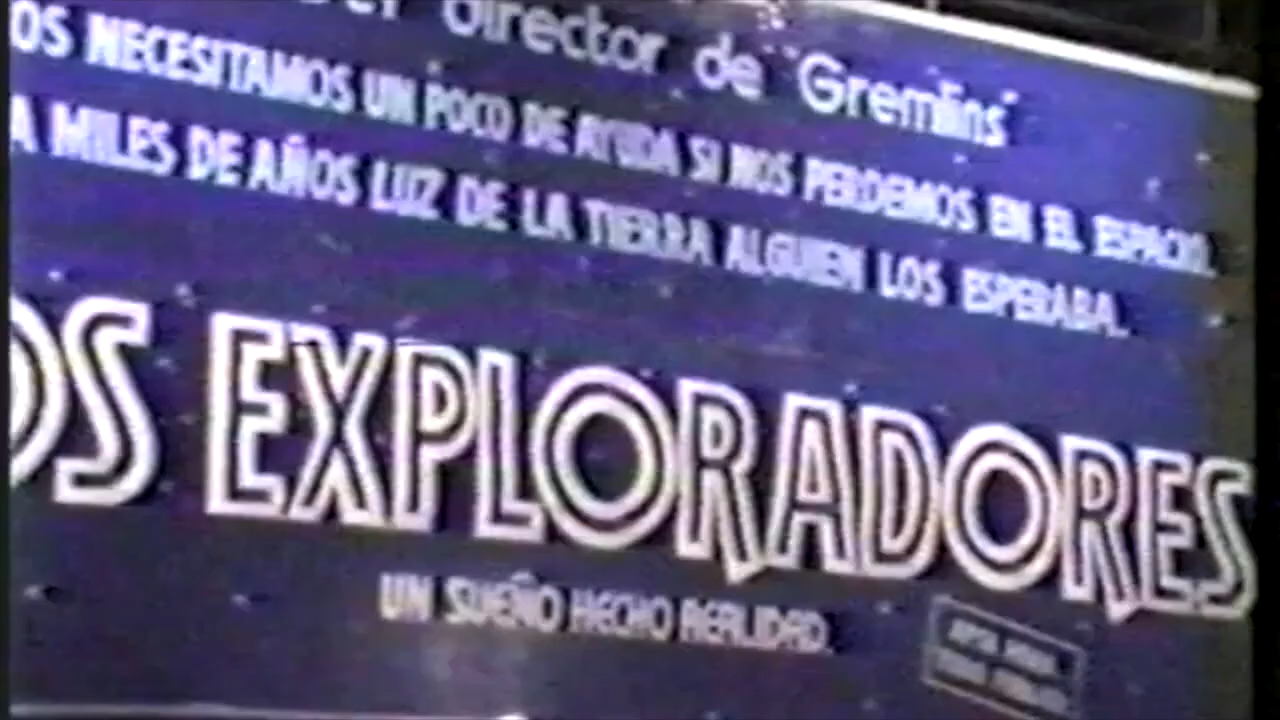 Del director de "Gremlins"
OS NECESITAMOS UN POCO DE AYUDA SI NOS PERDEMOS EN EL ESPACIO.
A MILES DE AÑOS LUZ DE LA TIERRA ALGUIEN LOS ESPERABA.
OS EXPLORADORES
UN SUEÑO HECHO REALIDAD.